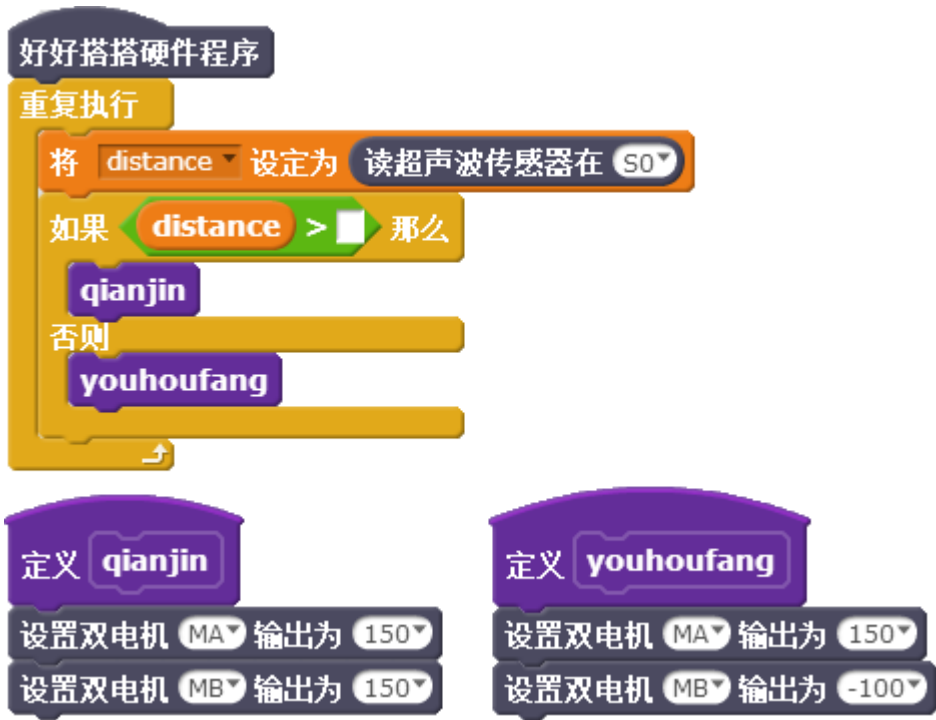 好好搭搭硬件程序
重复执行
将 distance 设定为 读超声波传感器在 S0
如果 distance > 那么
qianjin
否则
youhoufang
定义 qianjin
设置双电机 MA 输出为 150
设置双电机 MB 输出为 150
定义 youhoufang
设置双电机 MA 输出为 150
设置双电机 MB 输出为 -100